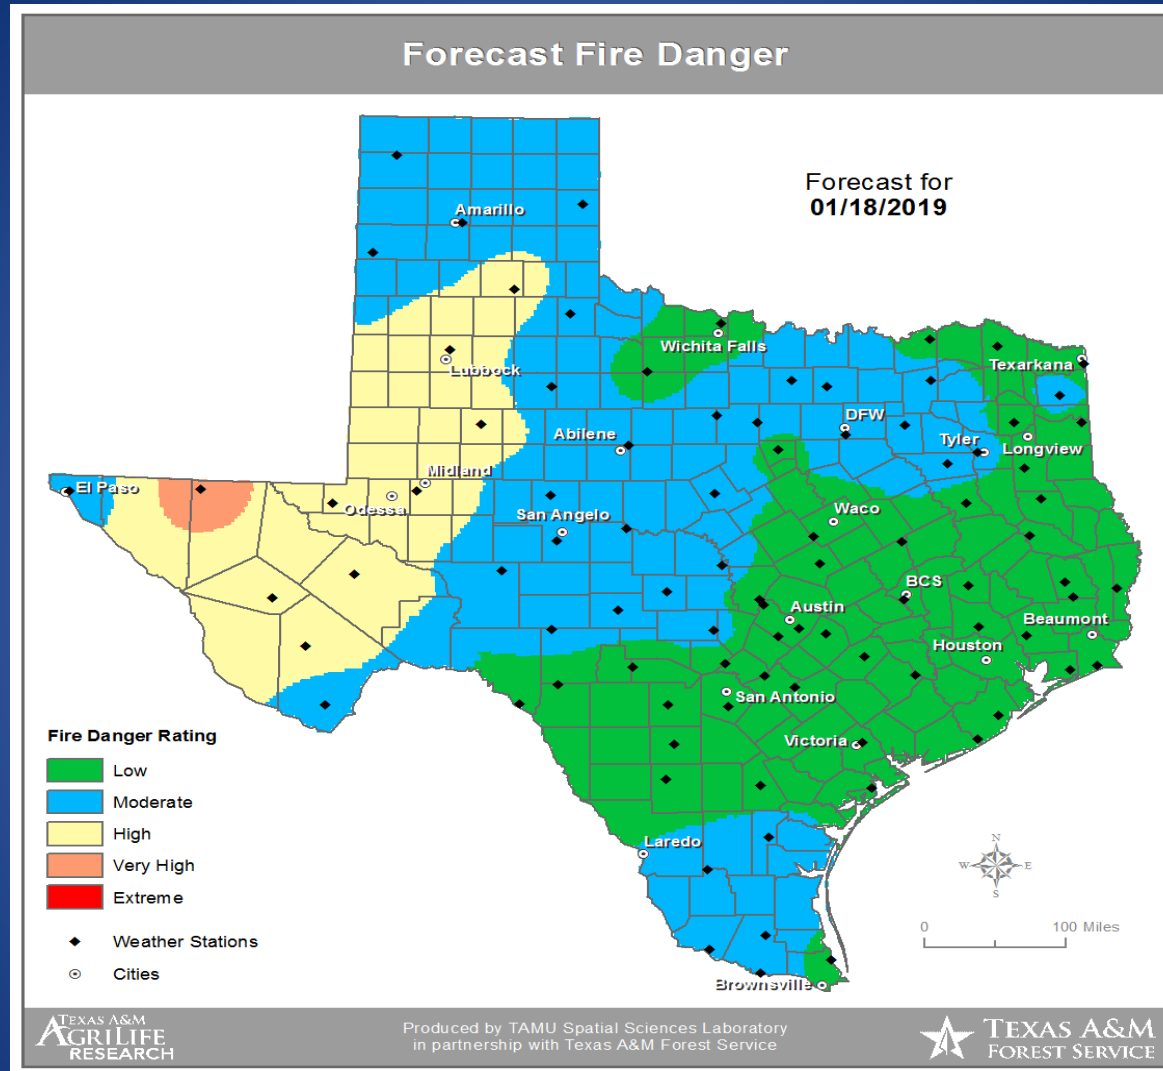 Forecast Fire Danger
Forecast for
01/18/2019
Amarillo
Wichita Falls
Texarkana
Lubbock
DFW
Abilene
Tyler
Longview
Midland
El Paso
Odessa
San Angelo
Waco
BCS
Austin
Beaumont
Houston
San Antonio
Victoria
Laredo
Brownsville
Fire Danger Rating
Low
Moderate
High
Very High
Extreme
Weather Stations
Cities
N
W E
S
0 100 Miles
TEXAS A&M
AGRILIFE
RESEARCH
Produced by TAMU Spatial Sciences Laboratory
in partnership with Texas A&M Forest Service
TEXAS A&M
FOREST SERVICE